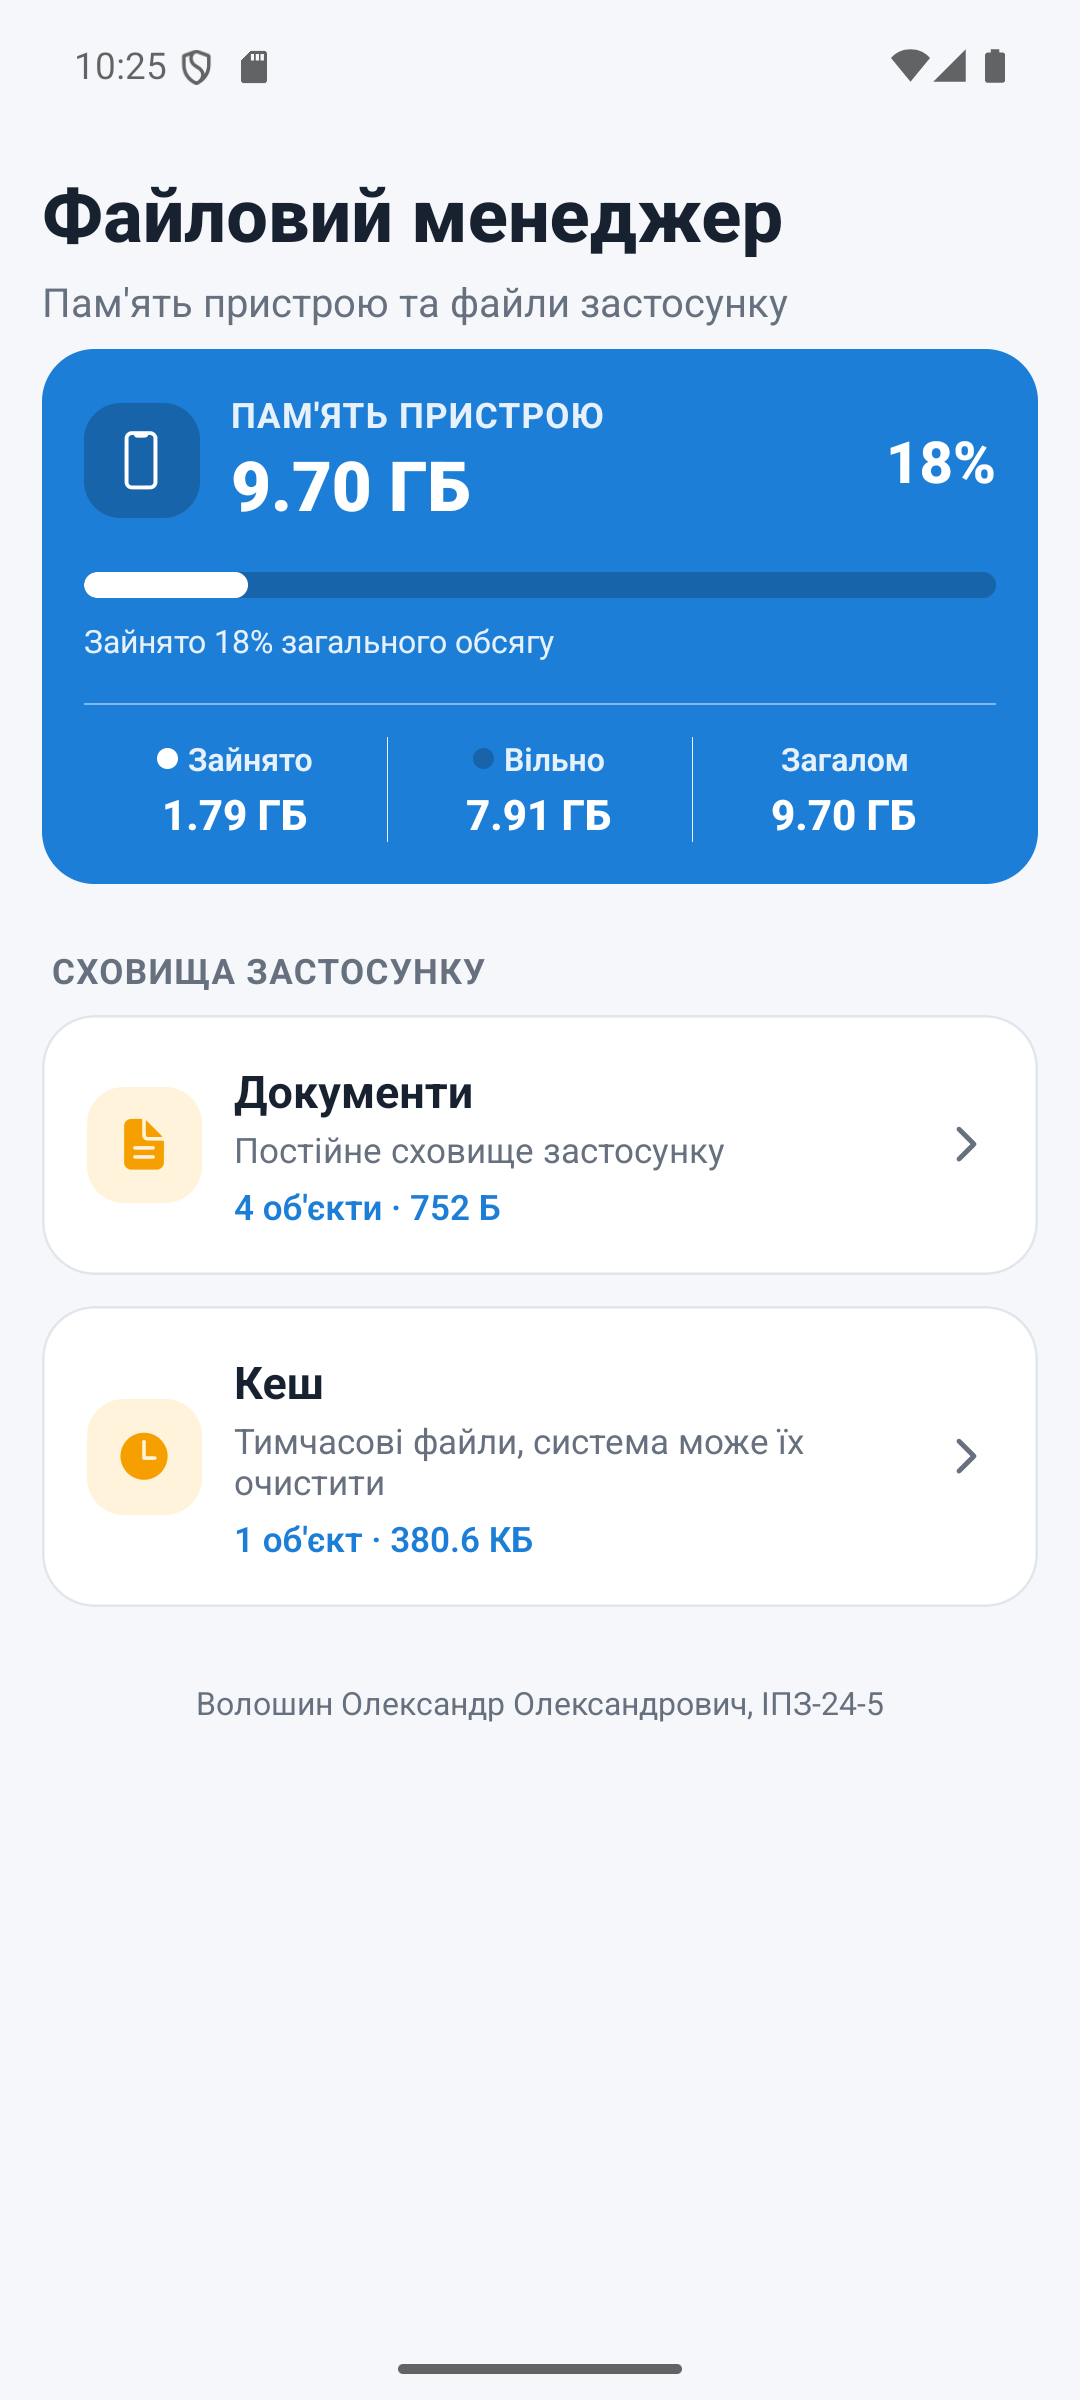 10:25
Файловий менеджер
Пам'ять пристрою та файли застосунку
ПАМ'ЯТЬ ПРИСТРОЮ
9.70 ГБ
18%
Зайнято 18% загального обсягу
Зайнято
1.79 ГБ
Вільно
7.91 ГБ
Загалом
9.70 ГБ
СХОВИЩА ЗАСТОСУНКУ
Документи
Постійне сховище застосунку
4 об'єкти · 752 Б
Кеш
Тимчасові файли, система може їх
очистити
1 об'єкт · 380.6 КБ
Волошин Олександр Олександрович, ІПЗ-24-5